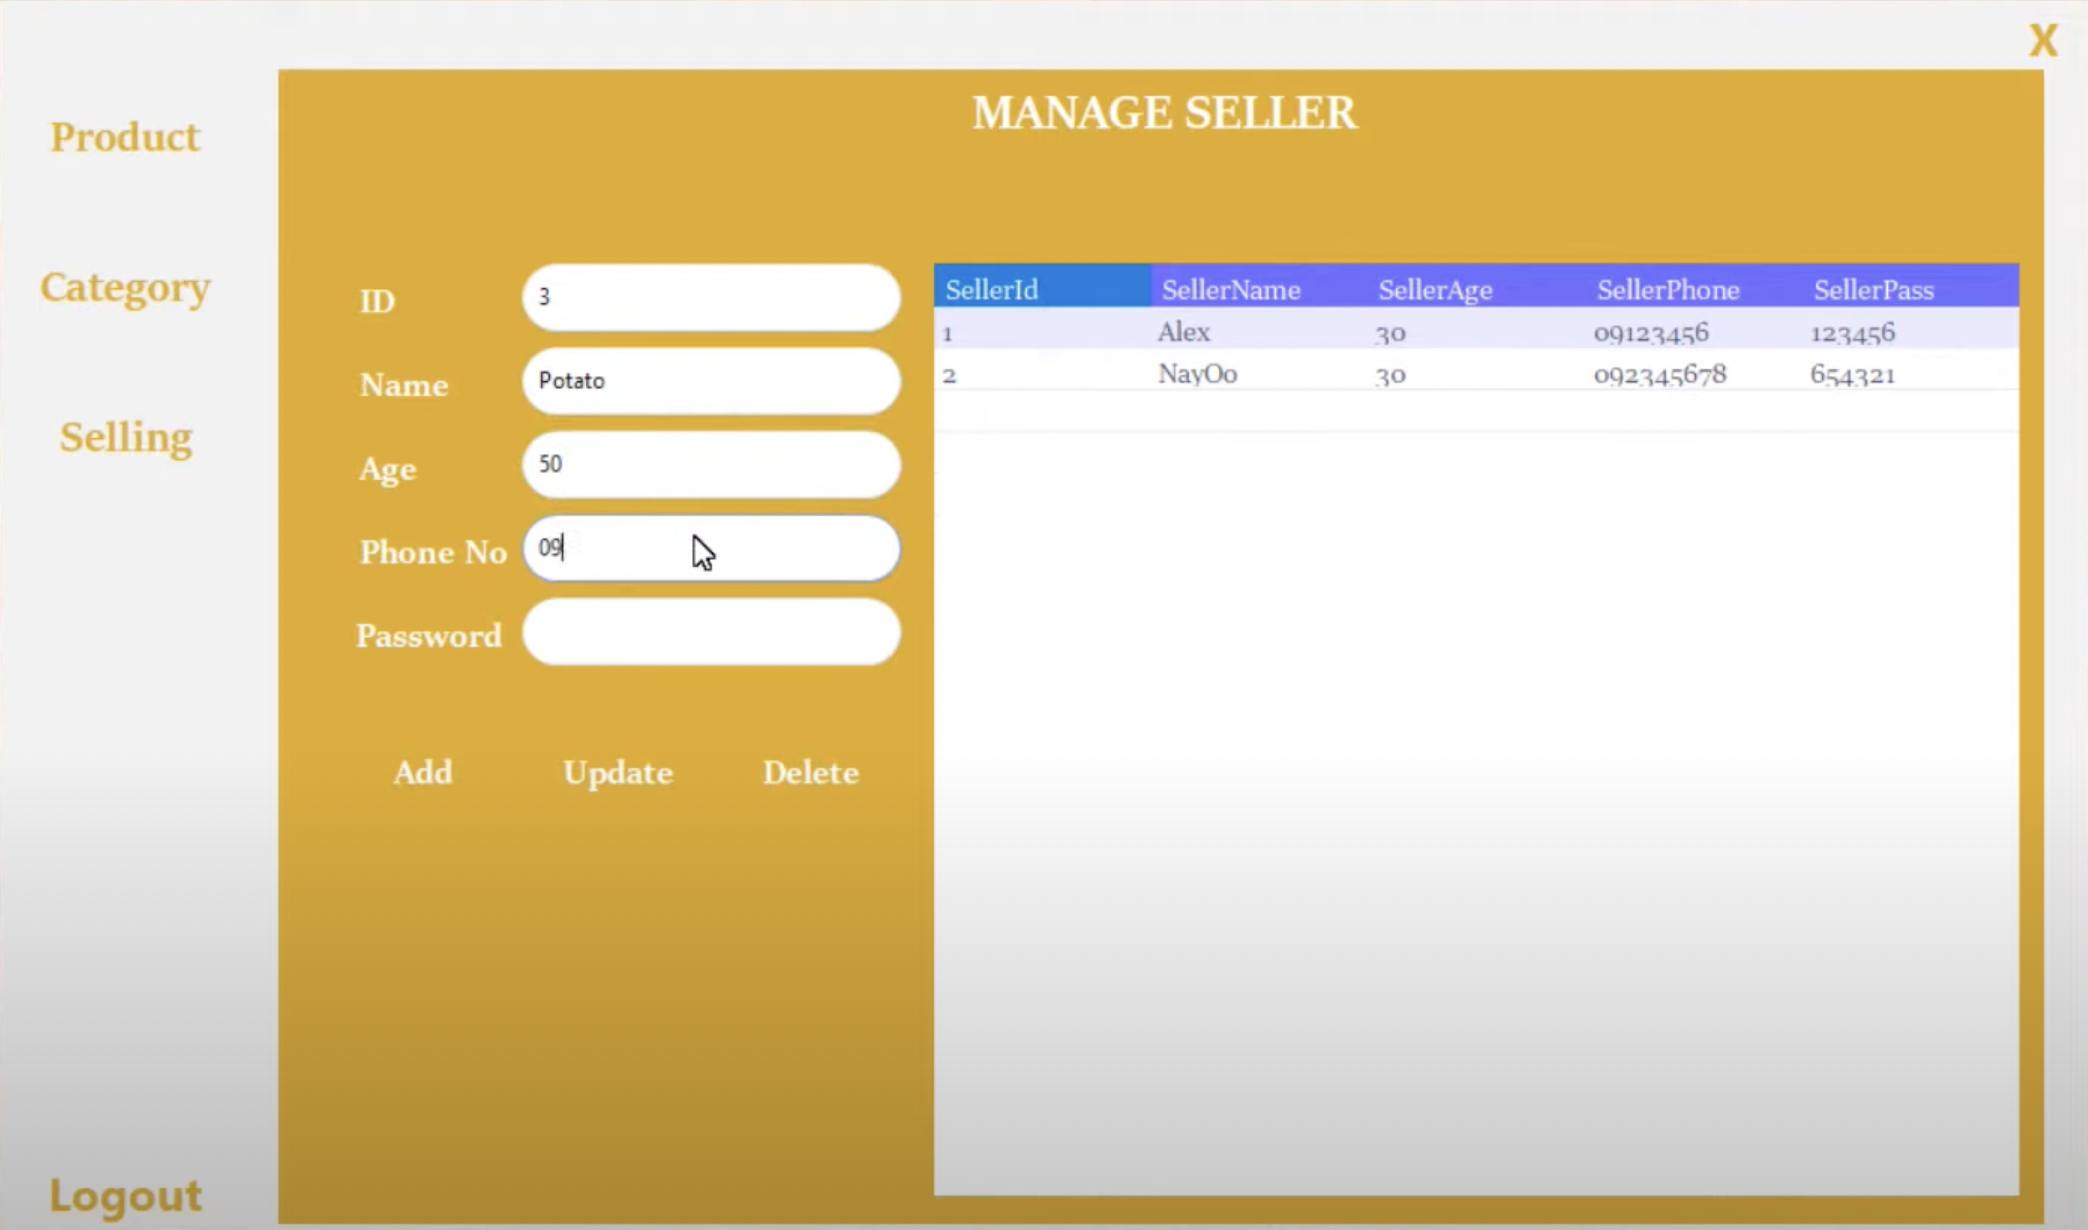 X
MANAGE SELLER
Product
Category
Selling
Logout
ID 3
Name Potato
Age 50
Phone No 09
Password
Add Update Delete
SellerId SellerName SellerAge SellerPhone SellerPass
1 Alex 30 09123456 123456
2 NayOo 30 092345678 654321